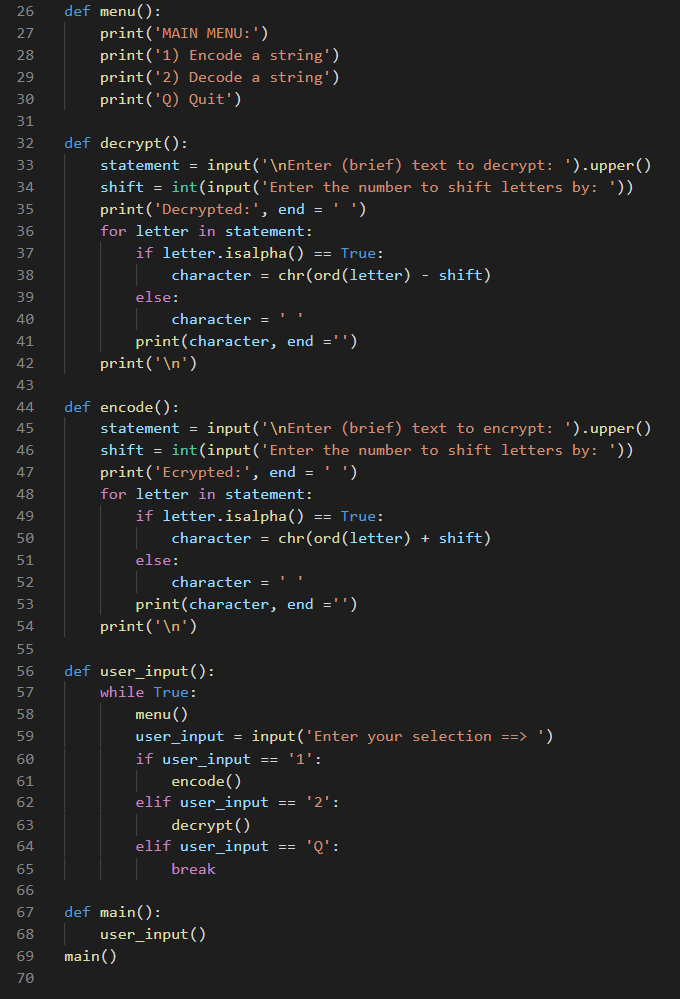 26 def menu():
27     print('MAIN MENU:')
28     print('1) Encode a string')
29     print('2) Decode a string')
30     print('Q) Quit')
31
32 def decrypt():
33     statement = input('\nEnter (brief) text to decrypt: ').upper()
34     shift = int(input('Enter the number to shift letters by: '))
35     print('Decrypted:', end = ' ')
36     for letter in statement:
37         if letter.isalpha() == True:
38             character = chr(ord(letter) - shift)
39         else:
40             character = ' '
41         print(character, end ='')
42     print('\n')
43
44 def encode():
45     statement = input('\nEnter (brief) text to encrypt: ').upper()
46     shift = int(input('Enter the number to shift letters by: '))
47     print('Ecrypted:', end = ' ')
48     for letter in statement:
49         if letter.isalpha() == True:
50             character = chr(ord(letter) + shift)
51         else:
52             character = ' '
53         print(character, end ='')
54     print('\n')
55
56 def user_input():
57     while True:
58         menu()
59         user_input = input('Enter your selection ==> ')
60         if user_input == '1':
61             encode()
62         elif user_input == '2':
63             decrypt()
64         elif user_input == 'Q':
65             break
66
67 def main():
68     user_input()
69 main()
70